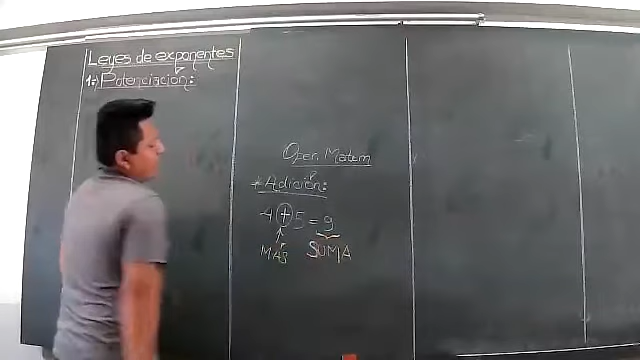 Leyes de exponentes
1:) Potenciación:
Oper. Matem
* Adición:
4 + 5 = 9
MÁS SUMA